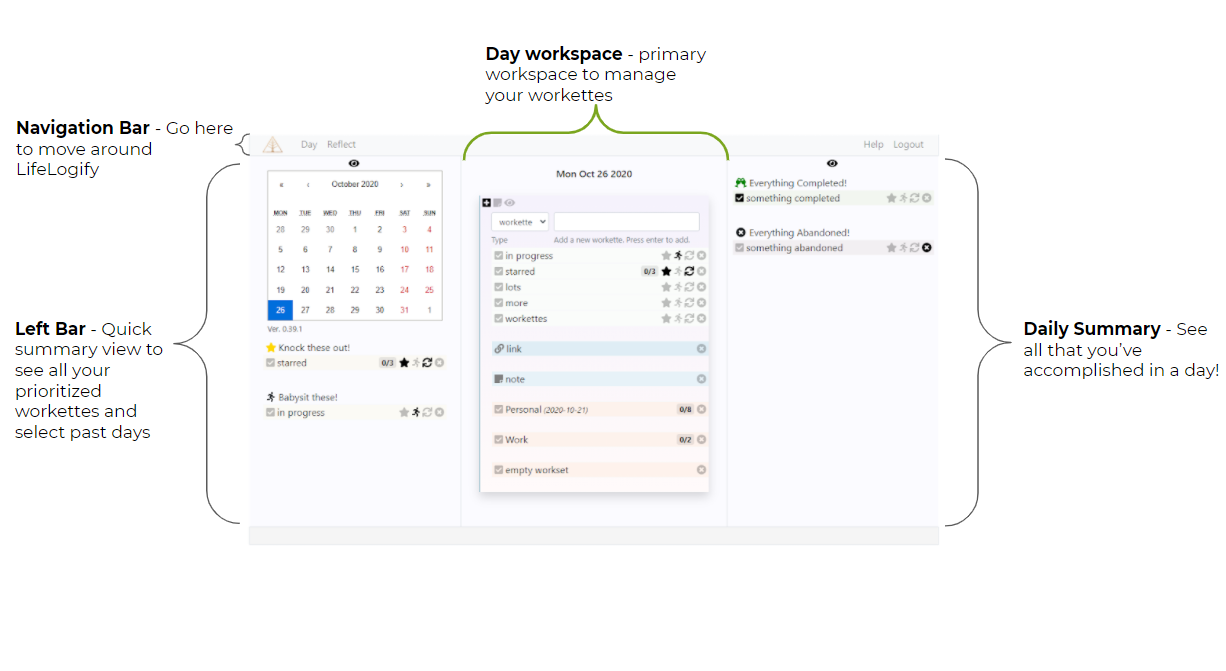 Day workspace - primary
workspace to manage
your workettes
Navigation Bar - Go here
to move around
LifeLogify
Day Reflect
Help Logout
Left Bar - Quick
summary view to
see all your
prioritized
workettes and
select past days
« ‹ October 2020 › »
MON TUE WED THU FRI SAT SUN
28 29 30 1 2 3 4
5 6 7 8 9 10 11
12 13 14 15 16 17 18
19 20 21 22 23 24 25
26 27 28 29 30 31 1
Ver. 0.39.1
Knock these out!
starred 0/3
Babysit these!
in progress
Mon Oct 26 2020
workette
Type Add a new workette. Press enter to add.
in progress
starred 0/3
lots
more
workettes
link
note
Personal (2020-10-21) 0/8
Work 0/2
empty workset
Everything Completed!
something completed
Everything Abandoned!
something abandoned
Daily Summary - See
all that you’ve
accomplished in a day!